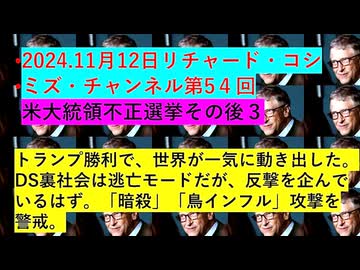 ・2024.11月12日リチャード・コシ
・ミズ・チャンネル第5４回
米大統領不正選挙その後３
トランプ勝利で、世界が一気に動き出した。
DS裏社会は逃亡モードだが、反撃を企んで
いるはず。「暗殺」「鳥インフル」攻撃を
警戒。